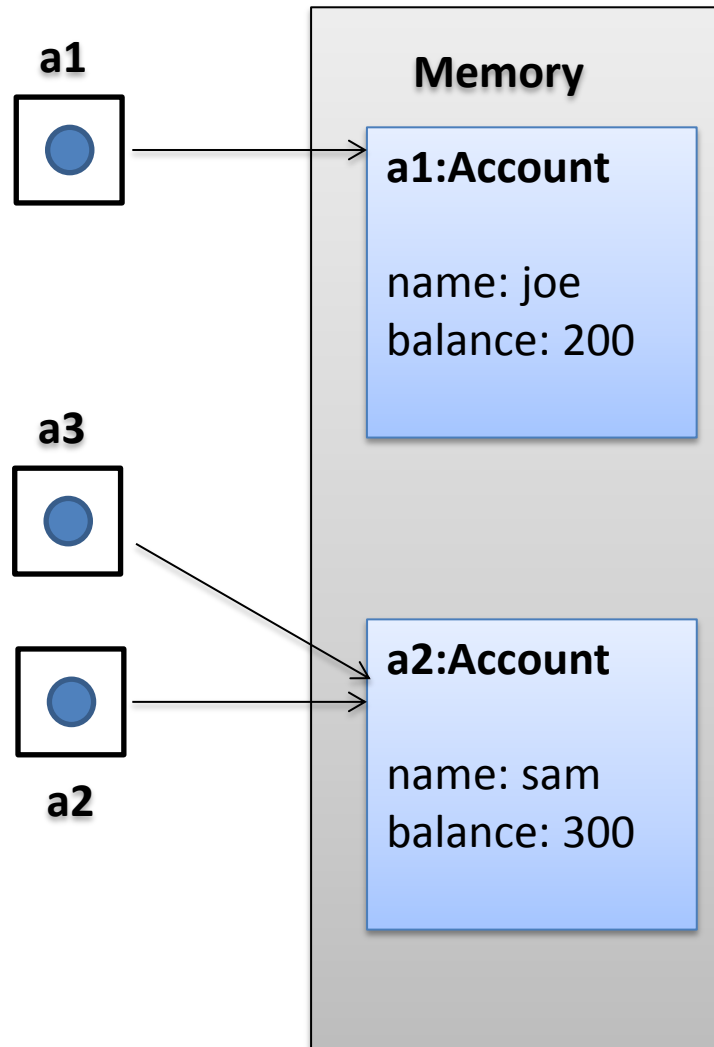 a1
Memory
a1:Account
name: joe
balance: 200
a3
a2:Account
name: sam
balance: 300
a2